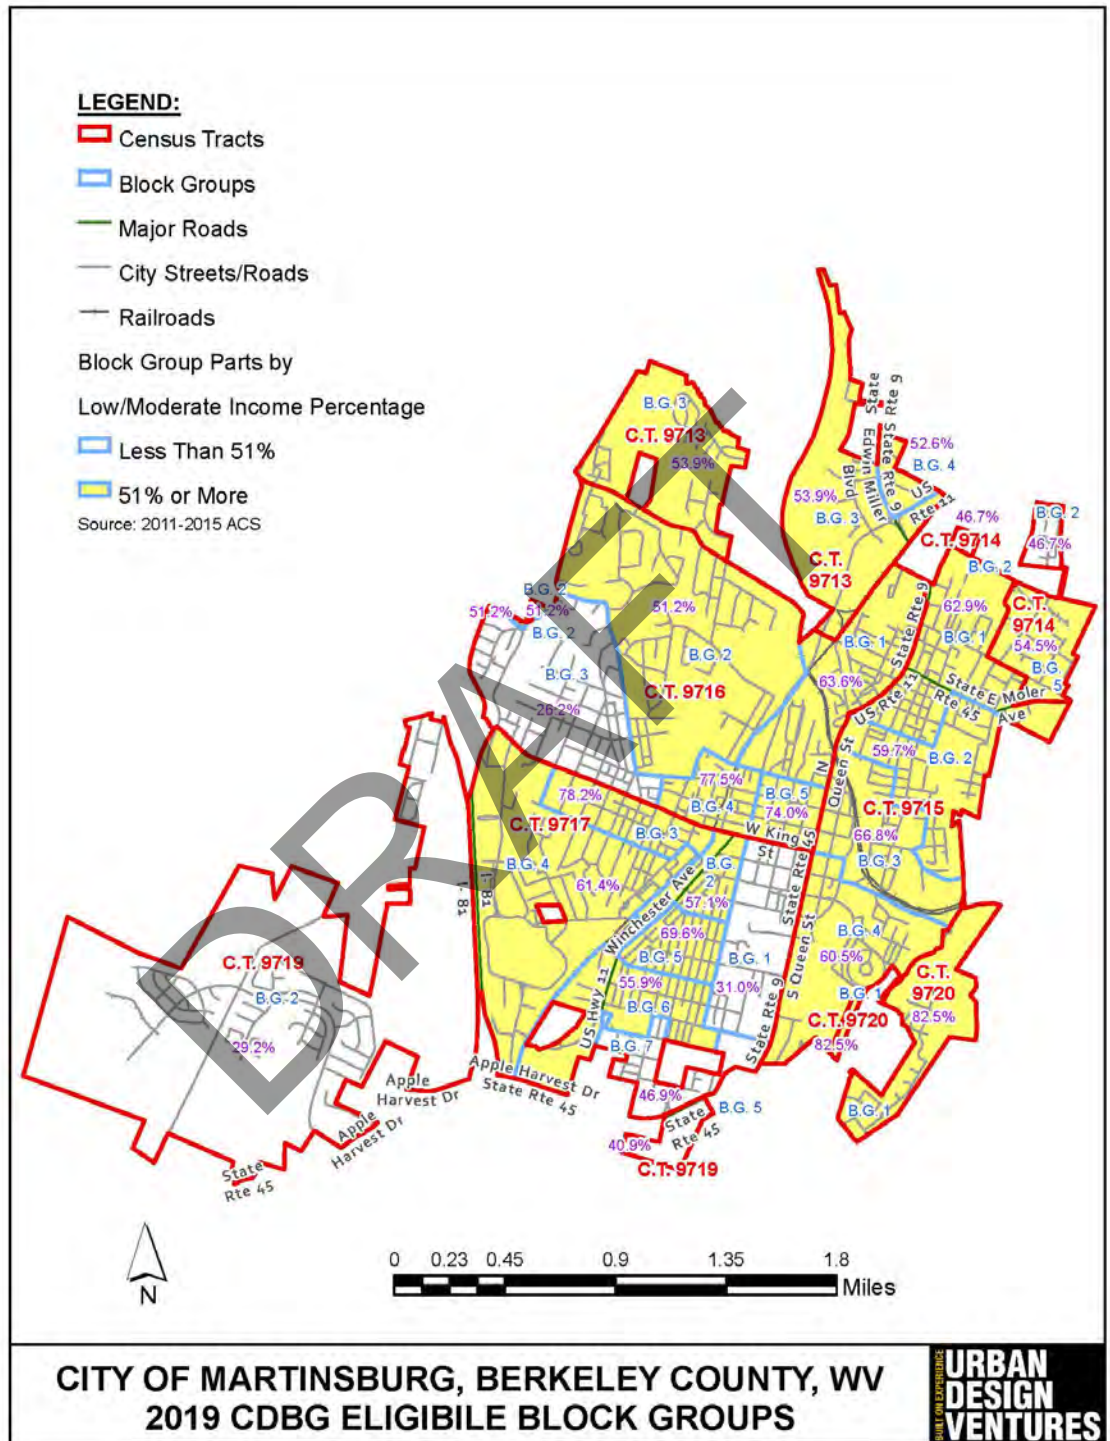 LEGEND:
Census Tracts
Block Groups
Major Roads
City Streets/Roads
Railroads
Block Group Parts by
Low/Moderate Income Percentage
Less Than 51%
51% or More
Source: 2011-2015 ACS
B.G. 3
C.T. 9713
53.9%
State
Rte 9
Edwin Miller
Blvd
State Rte 9
52.6%
B.G. 4
US
Rte 11
53.9%
B.G. 3
C.T.
9713
46.7%
C.T. 9714
B.G. 2
B.G. 2
46.7%
C.T.
9714
54.5%
B.G.
5
62.9%
B.G. 1
State Rte 9
B.G. 1
63.6%
US Rte 11
State
Rte 45
E Moler
Ave
B.G. 2
51.2%
51.2%
B.G. 2
B.G. 3
26.2%
51.2%
B.G. 2
C.T. 9716
59.7%
B.G. 2
N
Queen St
C.T. 9715
66.8%
B.G. 3
77.5%
B.G. 4
B.G. 5
74.0%
W King
St
State Rte 45
78.2%
C.T. 9717
B.G. 3
B.G. 4
61.4%
B.G.
2
57.1%
Winchester Ave
69.6%
B.G. 5
55.9%
B.G. 6
US Hwy 11
B.G. 7
B.G. 1
31.0%
S Queen St
State Rte 9
B.G. 4
60.5%
B.G. 1
C.T. 9720
82.5%
C.T.
9720
82.5%
B.G. 1
I- 81
I- 81
C.T. 9719
B.G. 2
29.2%
Apple
Harvest Dr
Apple
Harvest Dr
State
Rte 45
Apple Harvest Dr
State Rte 45
46.9%
State
Rte 45
B.G. 5
40.9%
C.T. 9719
DRAFT
N
0 0.23 0.45 0.9 1.35 1.8
Miles
CITY OF MARTINSBURG, BERKELEY COUNTY, WV
2019 CDBG ELIGIBILE BLOCK GROUPS
BUILT ON EXPERIENCE
URBAN
DESIGN
VENTURES